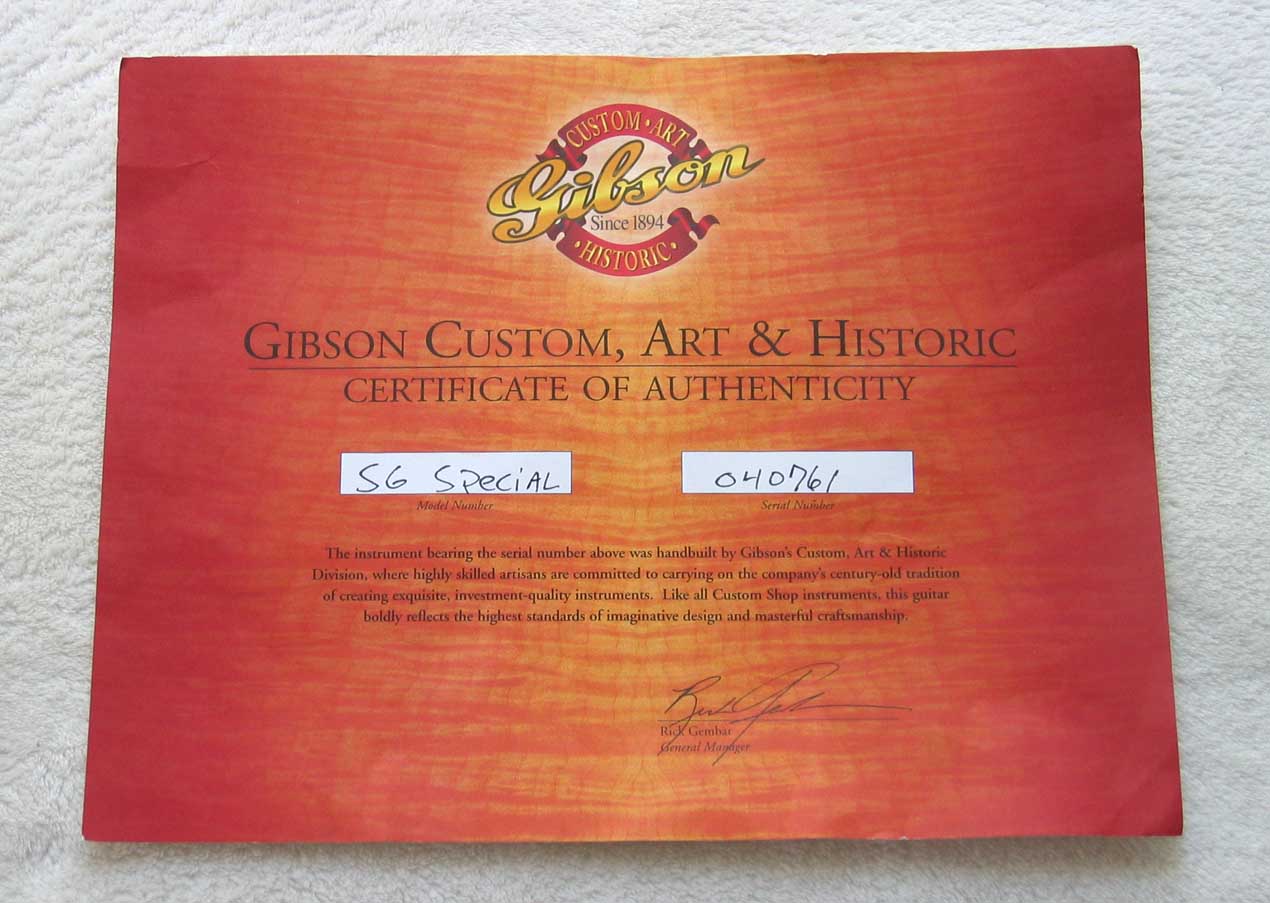 CUSTOM • ART
Gibson
Since 1894
• HISTORIC •
GIBSON CUSTOM, ART & HISTORIC
CERTIFICATE OF AUTHENTICITY
SG SpeciAL 040761
Model Number Serial Number
The instrument bearing the serial number above was handbuilt by Gibson's Custom, Art & Historic
Division, where highly skilled artisans are committed to carrying on the company's century-old tradition
of creating exquisite, investment-quality instruments. Like all Custom Shop instruments, this guitar
boldly reflects the highest standards of imaginative design and masterful craftsmanship.
Rick Gembar
General Manager